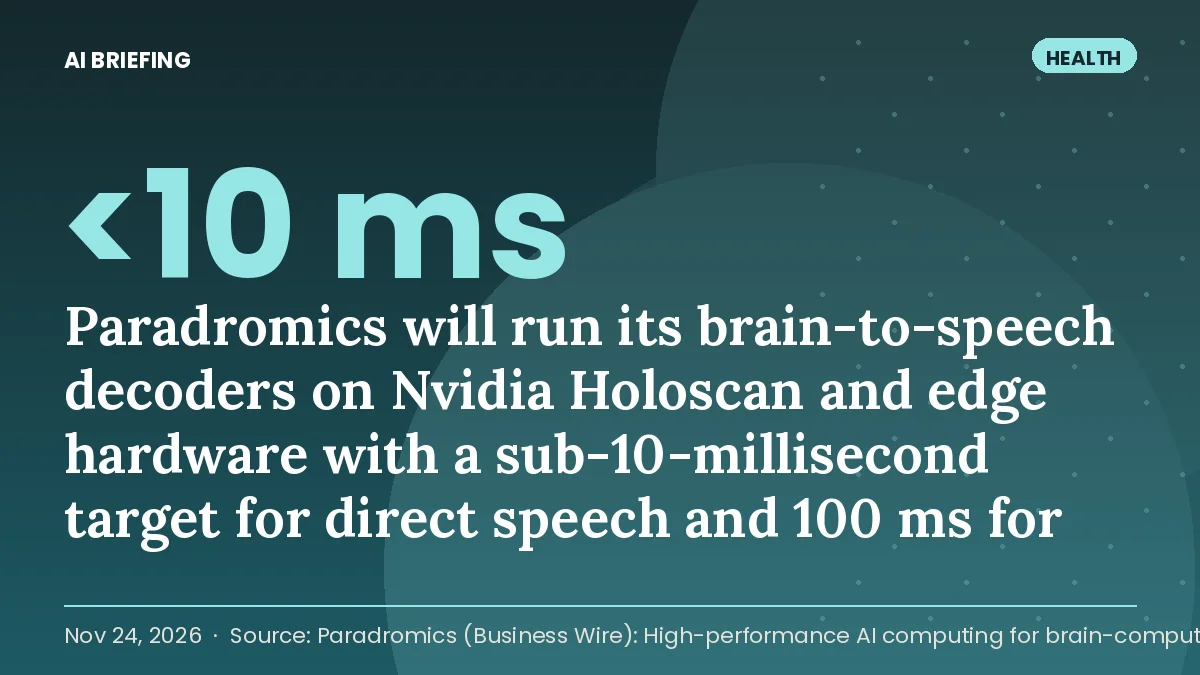 AI BRIEFING
HEALTH
<10 ms
Paradromics will run its brain-to-speech
decoders on Nvidia Holoscan and edge
hardware with a sub-10-millisecond
target for direct speech and 100 ms for
Nov 24, 2026 · Source: Paradromics (Business Wire): High-performance AI computing for brain-comput